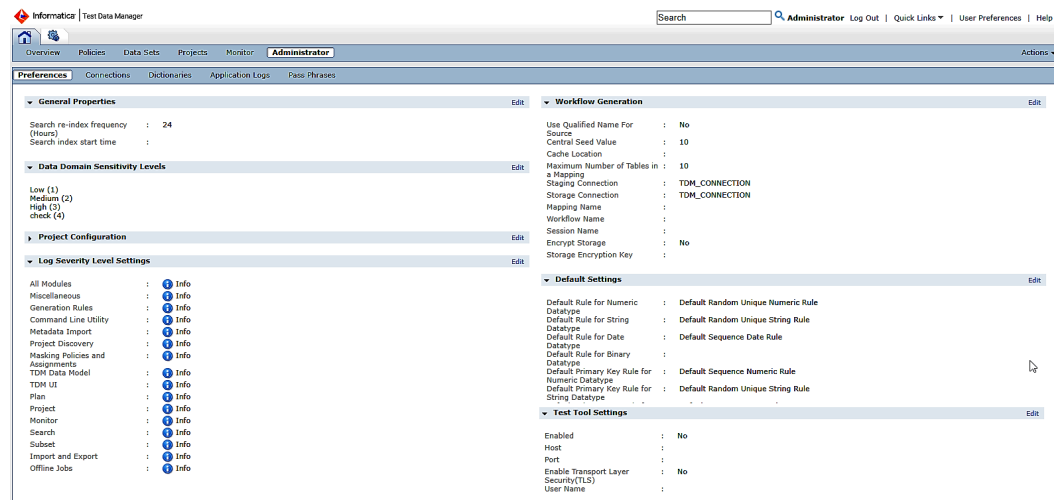 Informatica | Test Data Manager
Search
Administrator Log Out | Quick Links ▾ | User Preferences | Help
Overview Policies Data Sets Projects Monitor Administrator Actions
Preferences Connections Dictionaries Application Logs Pass Phrases
General Properties Edit
Search re-index frequency : 24
(Hours)
Search index start time :
Data Domain Sensitivity Levels Edit
Low (1)
Medium (2)
High (3)
check (4)
Project Configuration Edit
Log Severity Level Settings Edit
All Modules : Info
Miscellaneous : Info
Generation Rules : Info
Command Line Utility : Info
Metadata Import : Info
Project Discovery : Info
Masking Policies and : Info
Assignments
TDM Data Model : Info
TDM UI : Info
Plan : Info
Project : Info
Monitor : Info
Search : Info
Subset : Info
Import and Export : Info
Offline Jobs : Info
Workflow Generation Edit
Use Qualified Name For : No
Source
Central Seed Value : 10
Cache Location :
Maximum Number of Tables in : 10
a Mapping
Staging Connection : TDM_CONNECTION
Storage Connection : TDM_CONNECTION
Mapping Name :
Workflow Name :
Session Name :
Encrypt Storage : No
Storage Encryption Key :
Default Settings Edit
Default Rule for Numeric : Default Random Unique Numeric Rule
Datatype
Default Rule for String : Default Random Unique String Rule
Datatype
Default Rule for Date : Default Sequence Date Rule
Datatype
Default Rule for Binary :
Datatype
Default Primary Key Rule for : Default Sequence Numeric Rule
Numeric Datatype
Default Primary Key Rule for : Default Random Unique String Rule
String Datatype
Test Tool Settings Edit
Enabled : No
Host :
Port :
Enable Transport Layer : No
Security(TLS)
User Name :